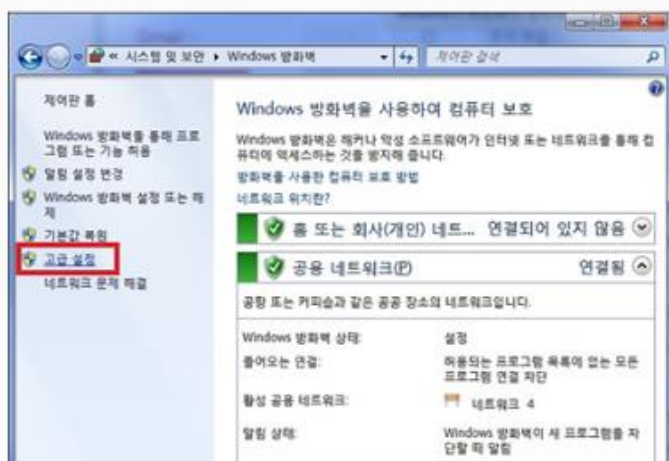 « 시스템 및 보안 ▸ Windows 방화벽
제어판 검색
제어판 홈
Windows 방화벽을 통해 프로
그램 또는 기능 허용
알림 설정 변경
Windows 방화벽 설정 또는 해
제
기본값 복원
고급 설정
네트워크 문제 해결
Windows 방화벽을 사용하여 컴퓨터 보호
Windows 방화벽은 해커나 악성 소프트웨어가 인터넷 또는 네트워크를 통해 컴
퓨터에 액세스하는 것을 방지해 줍니다.
방화벽을 사용한 컴퓨터 보호 방법
네트워크 위치란?
홈 또는 회사(개인) 네트... 연결되어 있지 않음
공용 네트워크(P) 연결됨
공항 또는 커피숍과 같은 공공 장소의 네트워크입니다.
Windows 방화벽 상태: 설정
들어오는 연결: 허용되는 프로그램 목록에 없는 모든
프로그램 연결 차단
활성 공용 네트워크: 네트워크 4
알림 상태: Windows 방화벽이 새 프로그램을 차
단할 때 알림